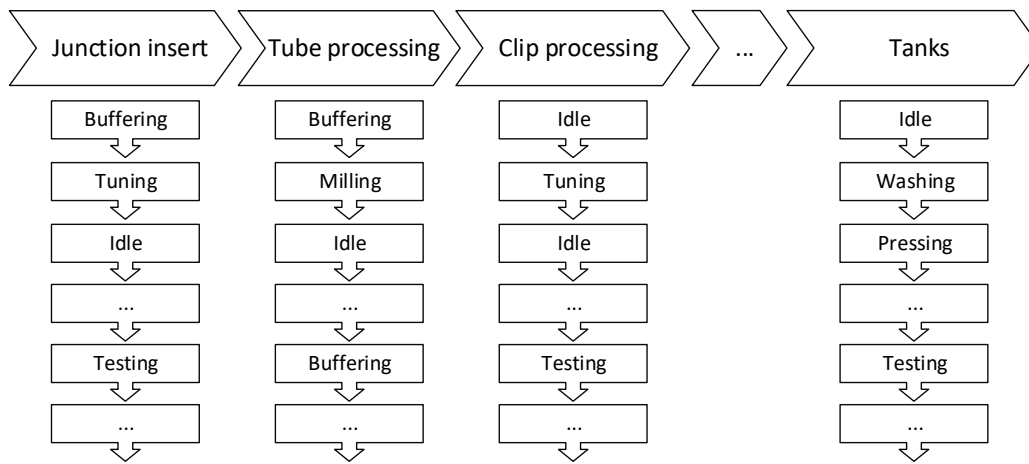 Junction insert
Tube processing
Clip processing
...
Tanks
Buffering
Buffering
Idle
Idle
Tuning
Milling
Tuning
Washing
Idle
Idle
Idle
Pressing
...
...
...
...
Testing
Buffering
Testing
Testing
...
...
...
...